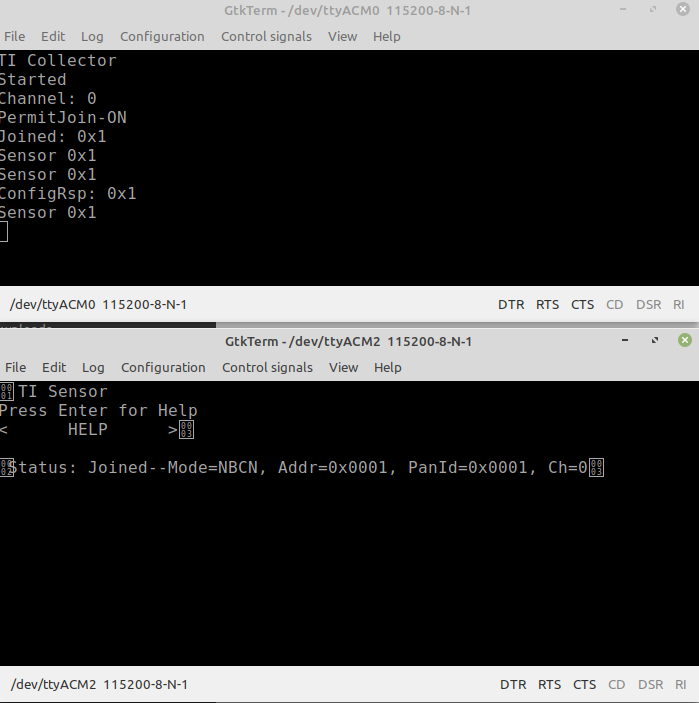 GtkTerm - /dev/ttyACM0 115200-8-N-1
File Edit Log Configuration Control signals View Help
TI Collector
Started
Channel: 0
PermitJoin-ON
Joined: 0x1
Sensor 0x1
Sensor 0x1
ConfigRsp: 0x1
Sensor 0x1
/dev/ttyACM0 115200-8-N-1 DTR RTS CTS CD DSR RI
GtkTerm - /dev/ttyACM2 115200-8-N-1
File Edit Log Configuration Control signals View Help
TI Sensor
Press Enter for Help
< HELP >
Status: Joined--Mode=NBCN, Addr=0x0001, PanId=0x0001, Ch=0
/dev/ttyACM2 115200-8-N-1 DTR RTS CTS CD DSR RI